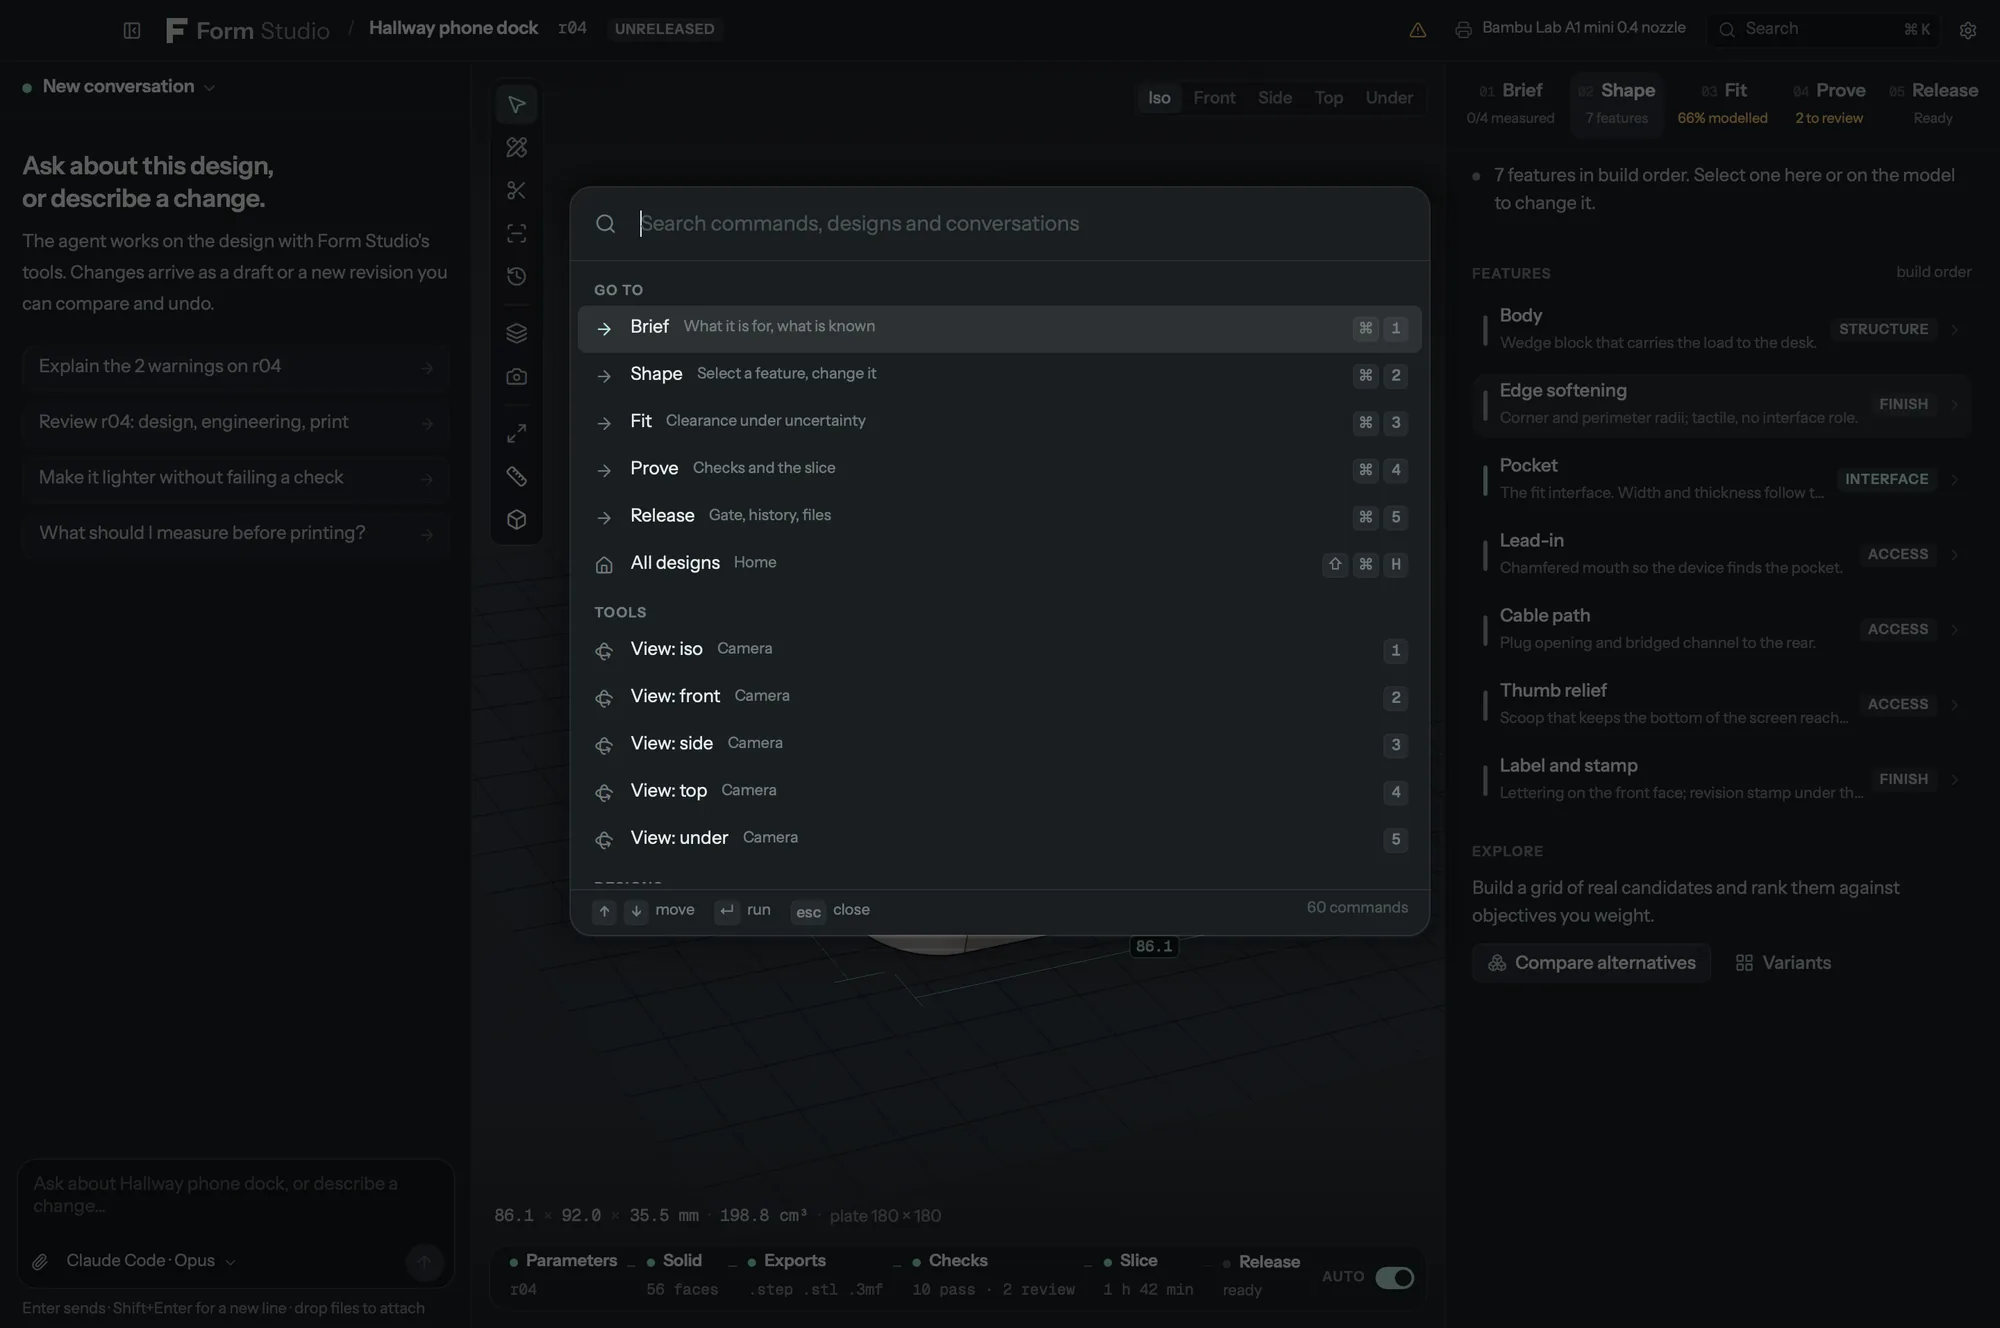 Form Studio / Hallway phone dock r04 UNRELEASED
Bambu Lab A1 mini 0.4 nozzle
Search ⌘ K
New conversation
Ask about this design,
or describe a change.
The agent works on the design with Form Studio's
tools. Changes arrive as a draft or a new revision you
can compare and undo.
Explain the 2 warnings on r04
Review r04: design, engineering, print
Make it lighter without failing a check
What should I measure before printing?
Ask about Hallway phone dock, or describe a
change...
Claude Code · Opus
Enter sends · Shift+Enter for a new line · drop files to attach
Iso Front Side Top Under
Search commands, designs and conversations
GO TO
Brief What it is for, what is known ⌘ 1
Shape Select a feature, change it ⌘ 2
Fit Clearance under uncertainty ⌘ 3
Prove Checks and the slice ⌘ 4
Release Gate, history, files ⌘ 5
All designs Home ⇧ ⌘ H
TOOLS
View: iso Camera 1
View: front Camera 2
View: side Camera 3
View: top Camera 4
View: under Camera 5
↑ ↓ move ↵ run esc close
60 commands
86.1
86.1 × 92.0 × 35.5 mm · 198.8 cm³ · plate 180 × 180
Parameters Solid Exports Checks Slice Release
r04 56 faces .step .stl .3mf 10 pass · 2 review 1 h 42 min ready
AUTO
01 Brief 02 Shape 03 Fit 04 Prove 05 Release
0/4 measured 7 features 66% modelled 2 to review Ready
7 features in build order. Select one here or on the model
to change it.
FEATURES build order
Body
Wedge block that carries the load to the desk.
STRUCTURE
Edge softening
Corner and perimeter radii; tactile, no interface role.
FINISH
Pocket
The fit interface. Width and thickness follow t...
INTERFACE
Lead-in
Chamfered mouth so the device finds the pocket.
ACCESS
Cable path
Plug opening and bridged channel to the rear.
ACCESS
Thumb relief
Scoop that keeps the bottom of the screen reach...
ACCESS
Label and stamp
Lettering on the front face; revision stamp under th...
FINISH
EXPLORE
Build a grid of real candidates and rank them against
objectives you weight.
Compare alternatives
Variants